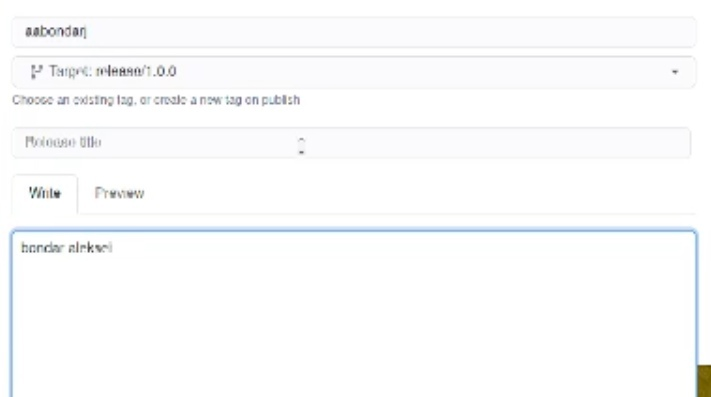 aabondarj
Target: release/1.0.0
Choose an existing tag, or create a new tag on publish
Release title
Write Preview
bondar aleksei